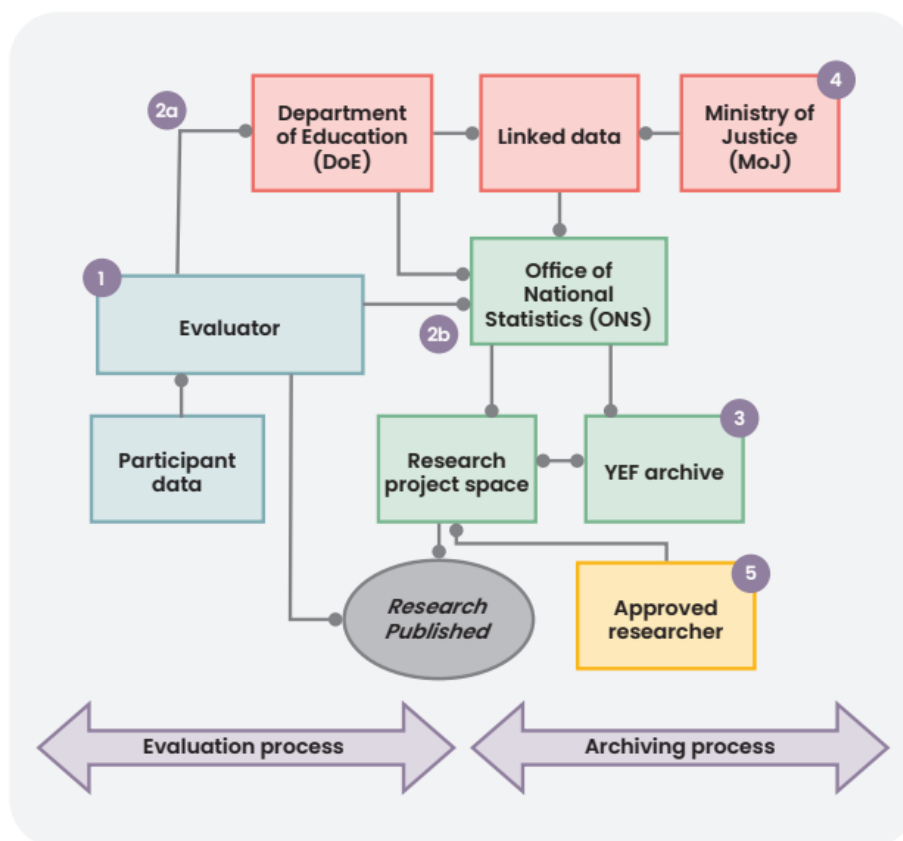 2a
Department
of Education
(DoE)
Linked data
4
Ministry of
Justice
(MoJ)
1
Evaluator
2b
Office of
National
Statistics (ONS)
Participant
data
Research
project space
3
YEF archive
Research
Published
5
Approved
researcher
Evaluation process
Archiving process